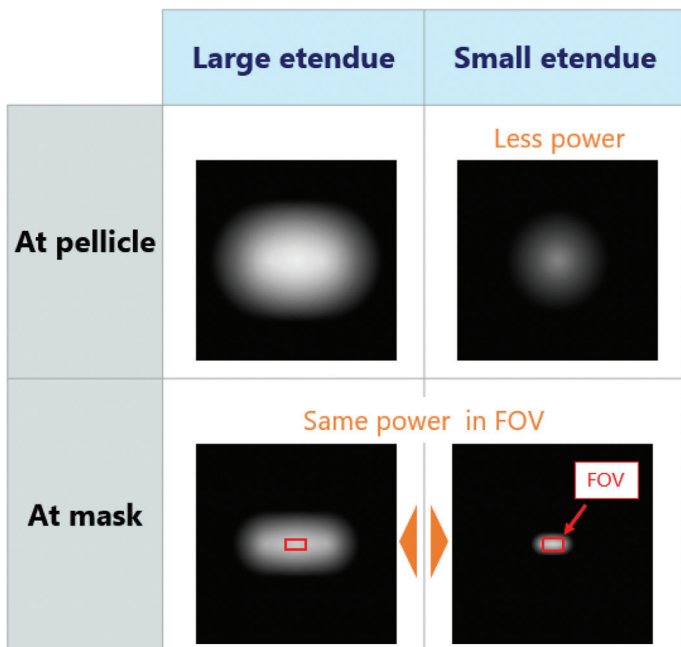 Large etendue
Small etendue
At pellicle
Less power
At mask
Same power in FOV
FOV